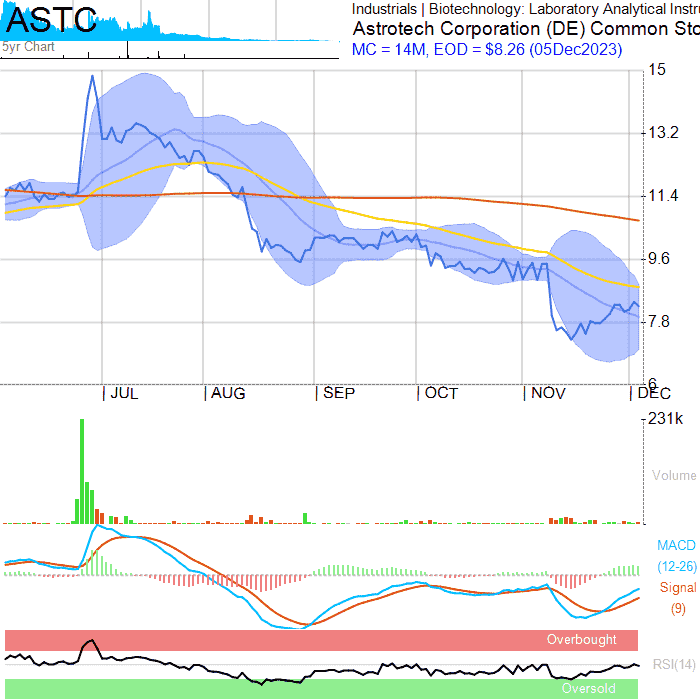 ASTC
5yr Chart
Industrials | Biotechnology: Laboratory Analytical Instru
Astrotech Corporation (DE) Common Sto
MC = 14M, EOD = $8.26 (05Dec2023)
15
13.2
11.4
9.6
7.8
6
| JUL | AUG | SEP | OCT | NOV | DEC
231k
Volume
MACD
(12-26)
Signal
(9)
Overbought
RSI(14)
Oversold